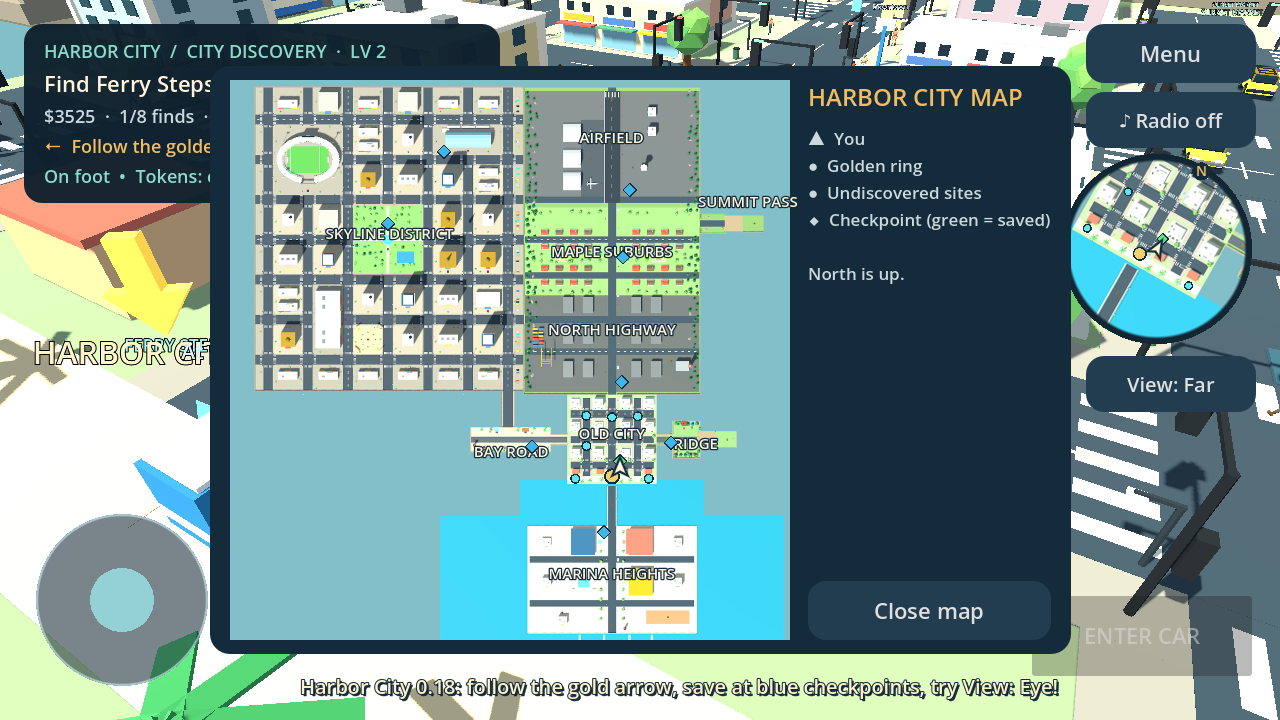 HARBOR CITY / CITY DISCOVERY · LV 2
Find Ferry Steps
$3525 · 1/8 finds ·
← Follow the golde
On foot • Tokens:
HARBOR CITY MAP
▲ You
● Golden ring
● Undiscovered sites
◆ Checkpoint (green = saved)
North is up.
Close map
AIRFIELD
SUMMIT PASS
SKYLINE DISTRICT
MAPLE SUBURBS
NORTH HIGHWAY
OLD CITY
BAY ROAD
RIDGE
MARINA HEIGHTS
Menu
♪ Radio off
N
View: Far
ENTER CAR
HARBOR
Harbor City 0.18: follow the gold arrow, save at blue checkpoints, try View: Eye!